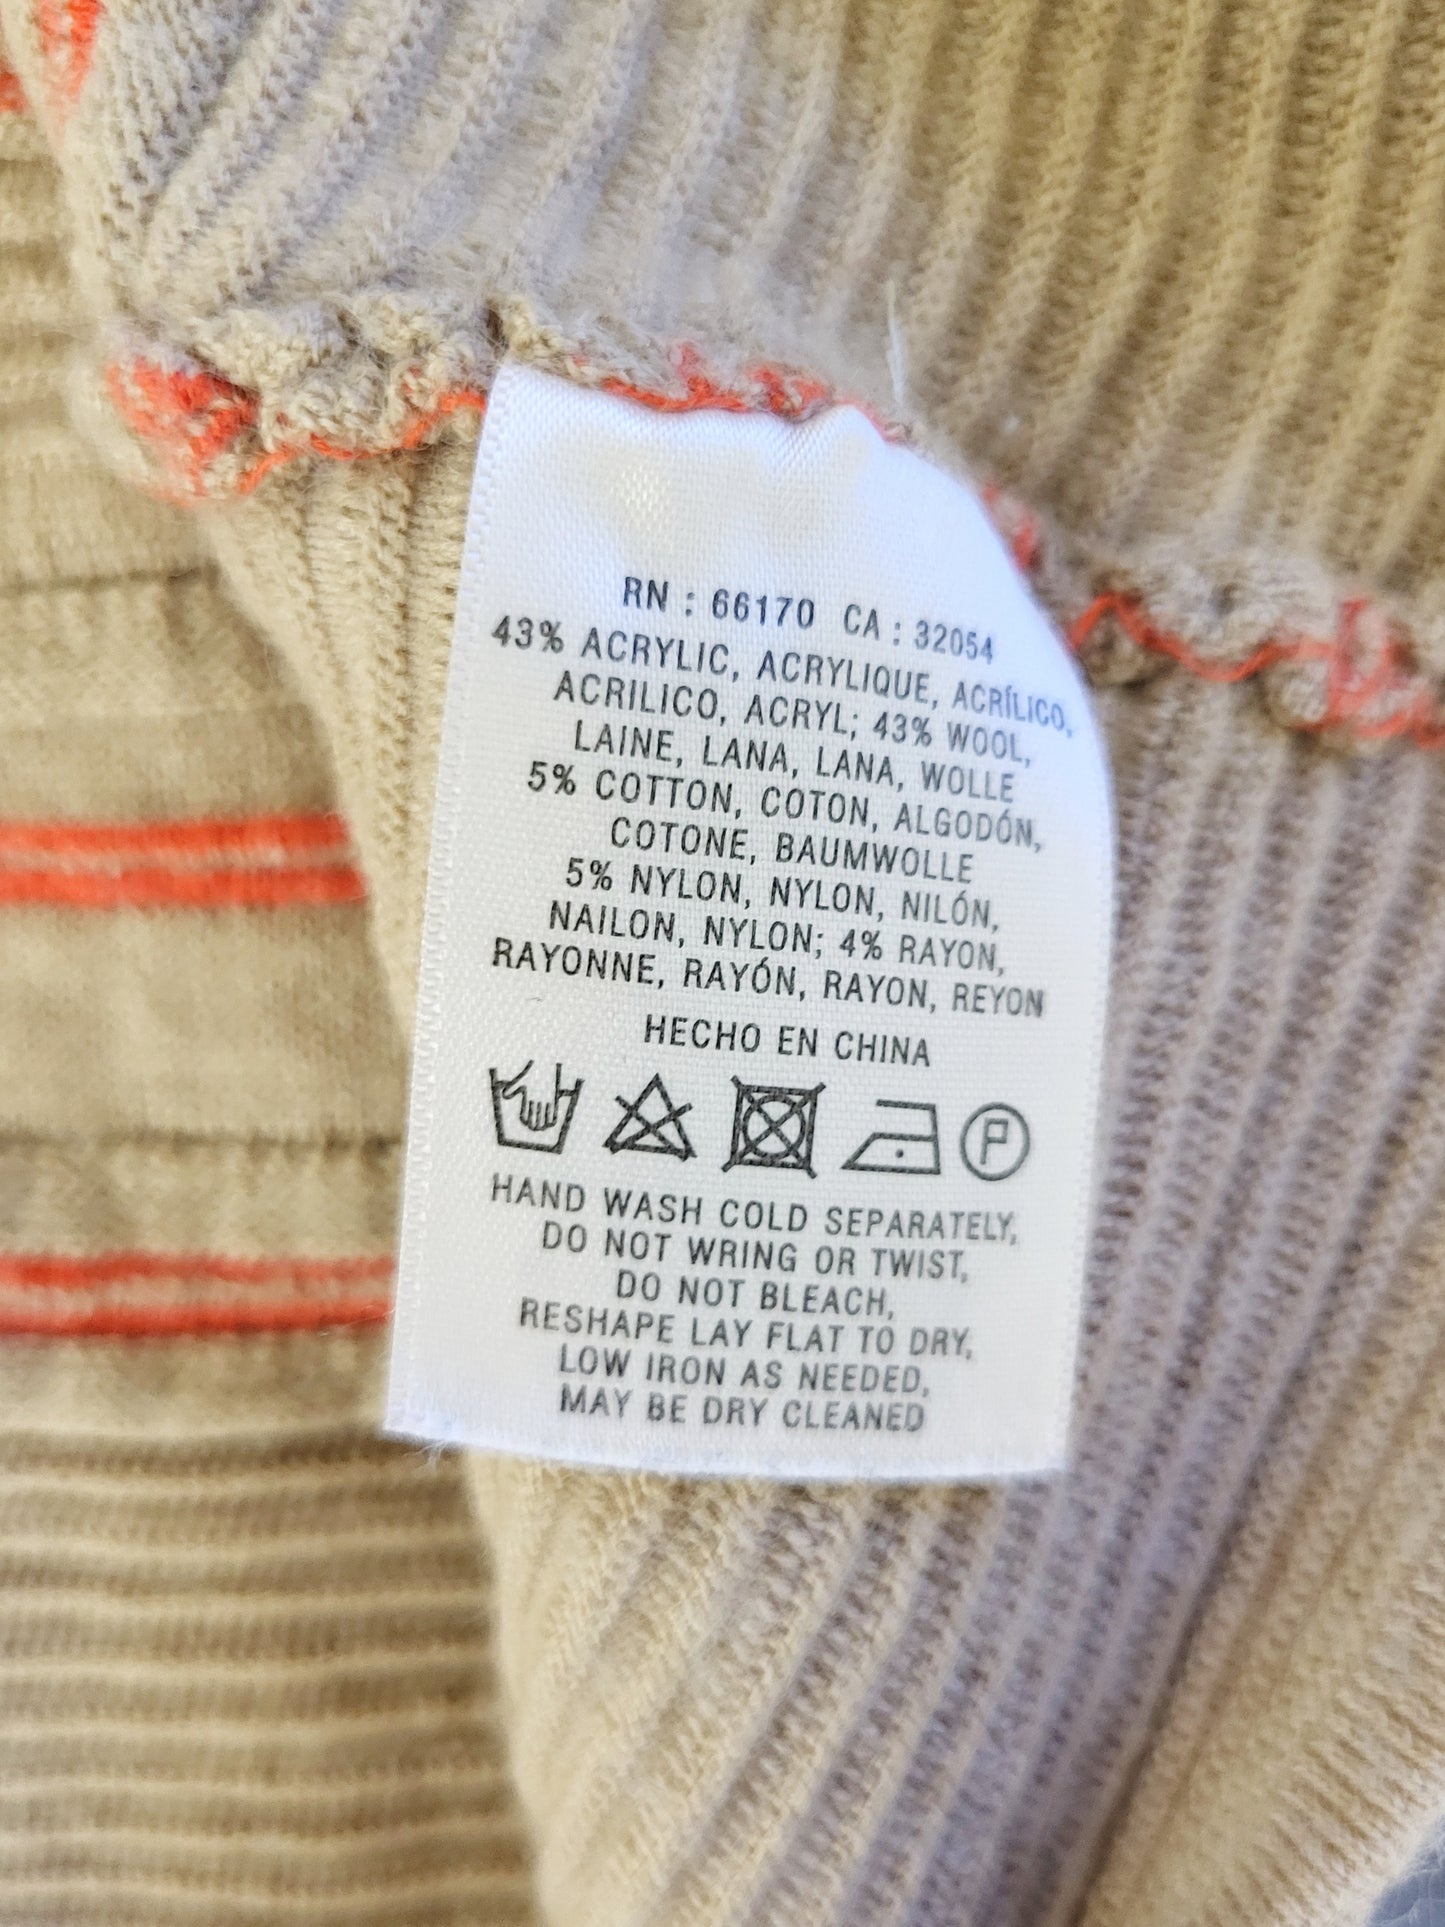 RN : 66170 CA : 32054
43% ACRYLIC, ACRYLIQUE, ACRÍLICO,
ACRILICO, ACRYL; 43% WOOL,
LAINE, LANA, LANA, WOLLE
5% COTTON, COTON, ALGODÓN,
COTONE, BAUMWOLLE
5% NYLON, NYLON, NILÓN,
NAILON, NYLON; 4% RAYON,
RAYONNE, RAYÓN, RAYON, REYON
HECHO EN CHINA
P
HAND WASH COLD SEPARATELY,
DO NOT WRING OR TWIST,
DO NOT BLEACH,
RESHAPE LAY FLAT TO DRY,
LOW IRON AS NEEDED,
MAY BE DRY CLEANED